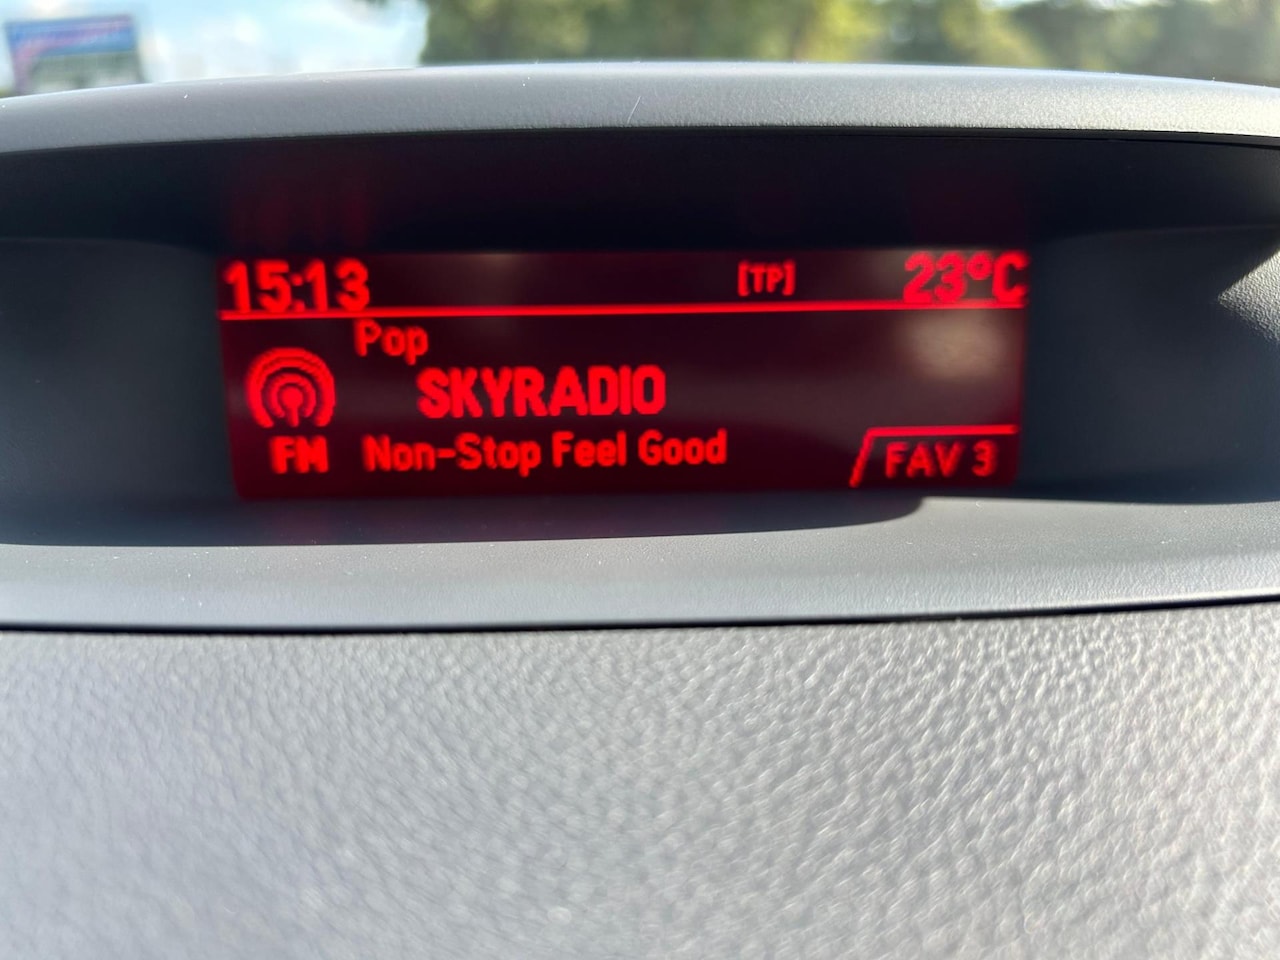 15:13 [TP] 23°C
Pop
SKYRADIO
FM Non-Stop Feel Good FAV 3